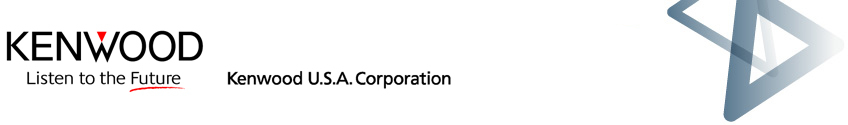 KENWOOD
Listen to the Future
Kenwood U.S.A. Corporation